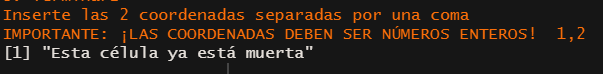 Inserte las 2 coordenadas separadas por una coma
IMPORTANTE: ¡LAS COORDENADAS DEBEN SER NÚMEROS ENTEROS!  1,2
[1] "Esta célula ya está muerta"